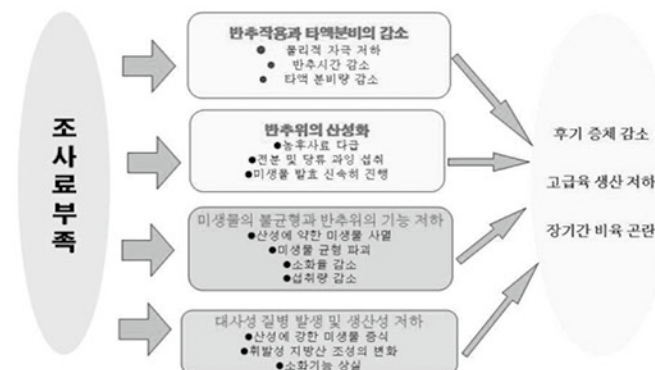 조사료부족
반추작용과 타액분비의 감소
● 물리적 자극 저하
● 반추시간 감소
● 타액 분비량 감소
반추위의 산성화
●농후사료 다급
●전분 및 당류 과잉 섭취
●미생물 발효 신속히 진행
미생물의 불균형과 반추위의 기능 저하
●산성에 약한 미생물 사멸
●미생물 균형 파괴
●소화율 감소
●섭취량 감소
대사성 질병 발생 및 생산성 저하
●산성에 강한 미생물 증식
●휘발성 지방산 조성의 변화
●소화기능 상실
후기 증체 감소
고급육 생산 저하
장기간 비육 곤란